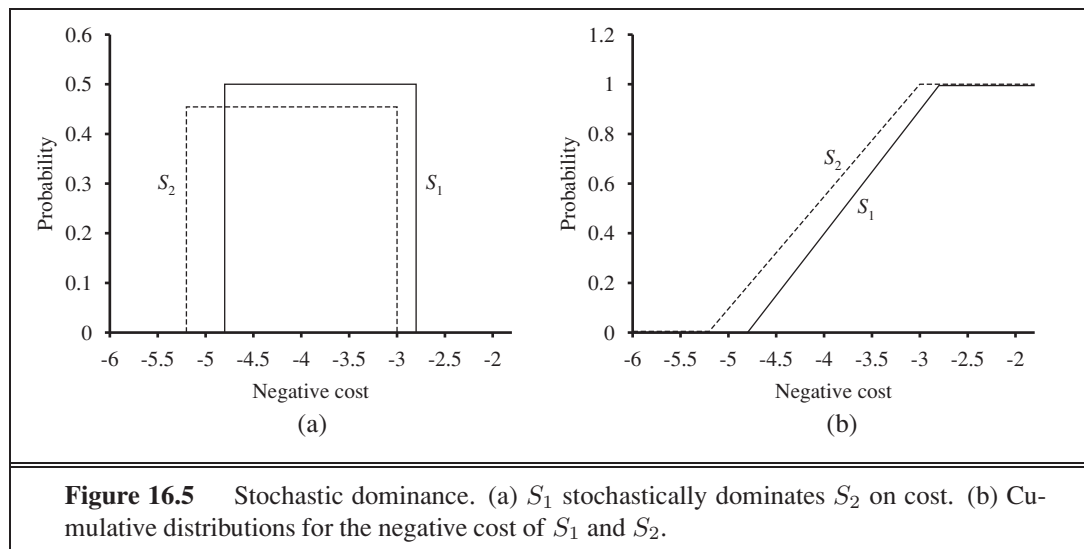 0.6
0.5
0.4
0.3
0.2
0.1
0
Probability
S2
S1
-6 -5.5 -5 -4.5 -4 -3.5 -3 -2.5 -2
Negative cost
(a)
1.2
1
0.8
0.6
0.4
0.2
0
Probability
S2
S1
-6 -5.5 -5 -4.5 -4 -3.5 -3 -2.5 -2
Negative cost
(b)
Figure 16.5 Stochastic dominance. (a) S1 stochastically dominates S2 on cost. (b) Cu-
mulative distributions for the negative cost of S1 and S2.